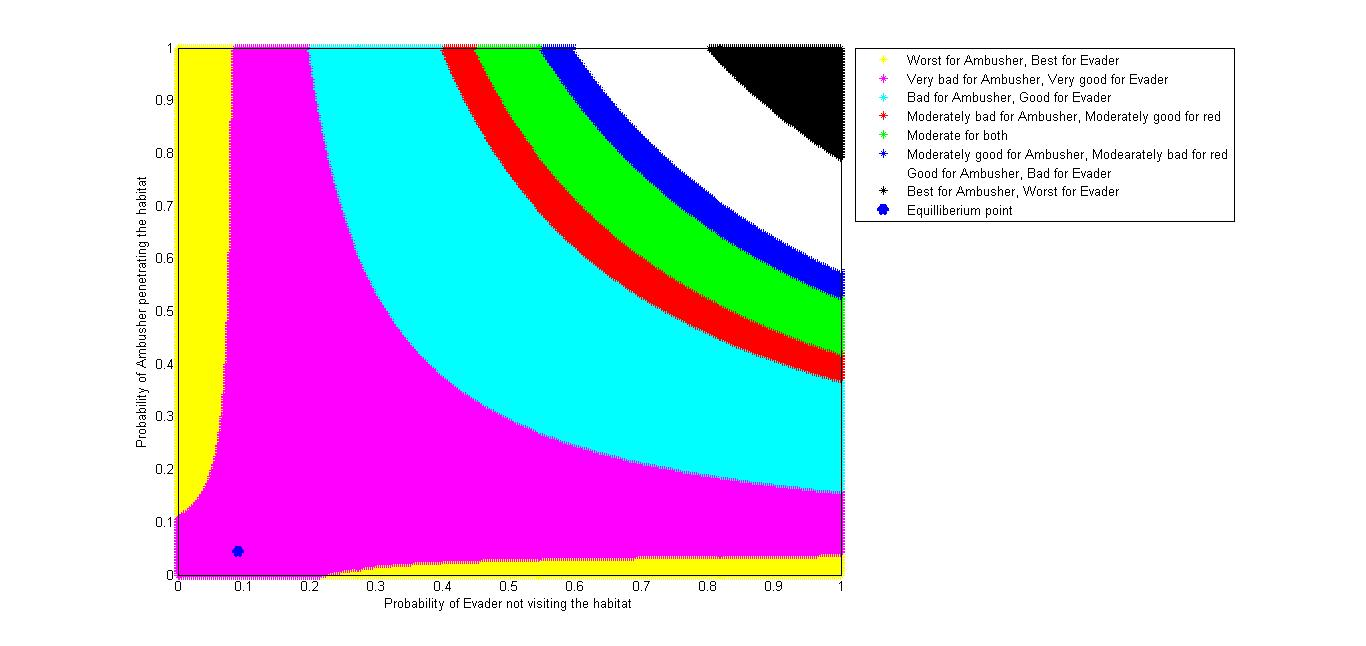 Probability of Ambusher penetrating the habitat
1
0.9
0.8
0.7
0.6
0.5
0.4
0.3
0.2
0.1
0
0 0.1 0.2 0.3 0.4 0.5 0.6 0.7 0.8 0.9 1
Probability of Evader not visiting the habitat
Worst for Ambusher, Best for Evader
Very bad for Ambusher, Very good for Evader
Bad for Ambusher, Good for Evader
Moderately bad for Ambusher, Moderately good for red
Moderate for both
Moderately good for Ambusher, Modearately bad for red
Good for Ambusher, Bad for Evader
Best for Ambusher, Worst for Evader
Equilliberium point